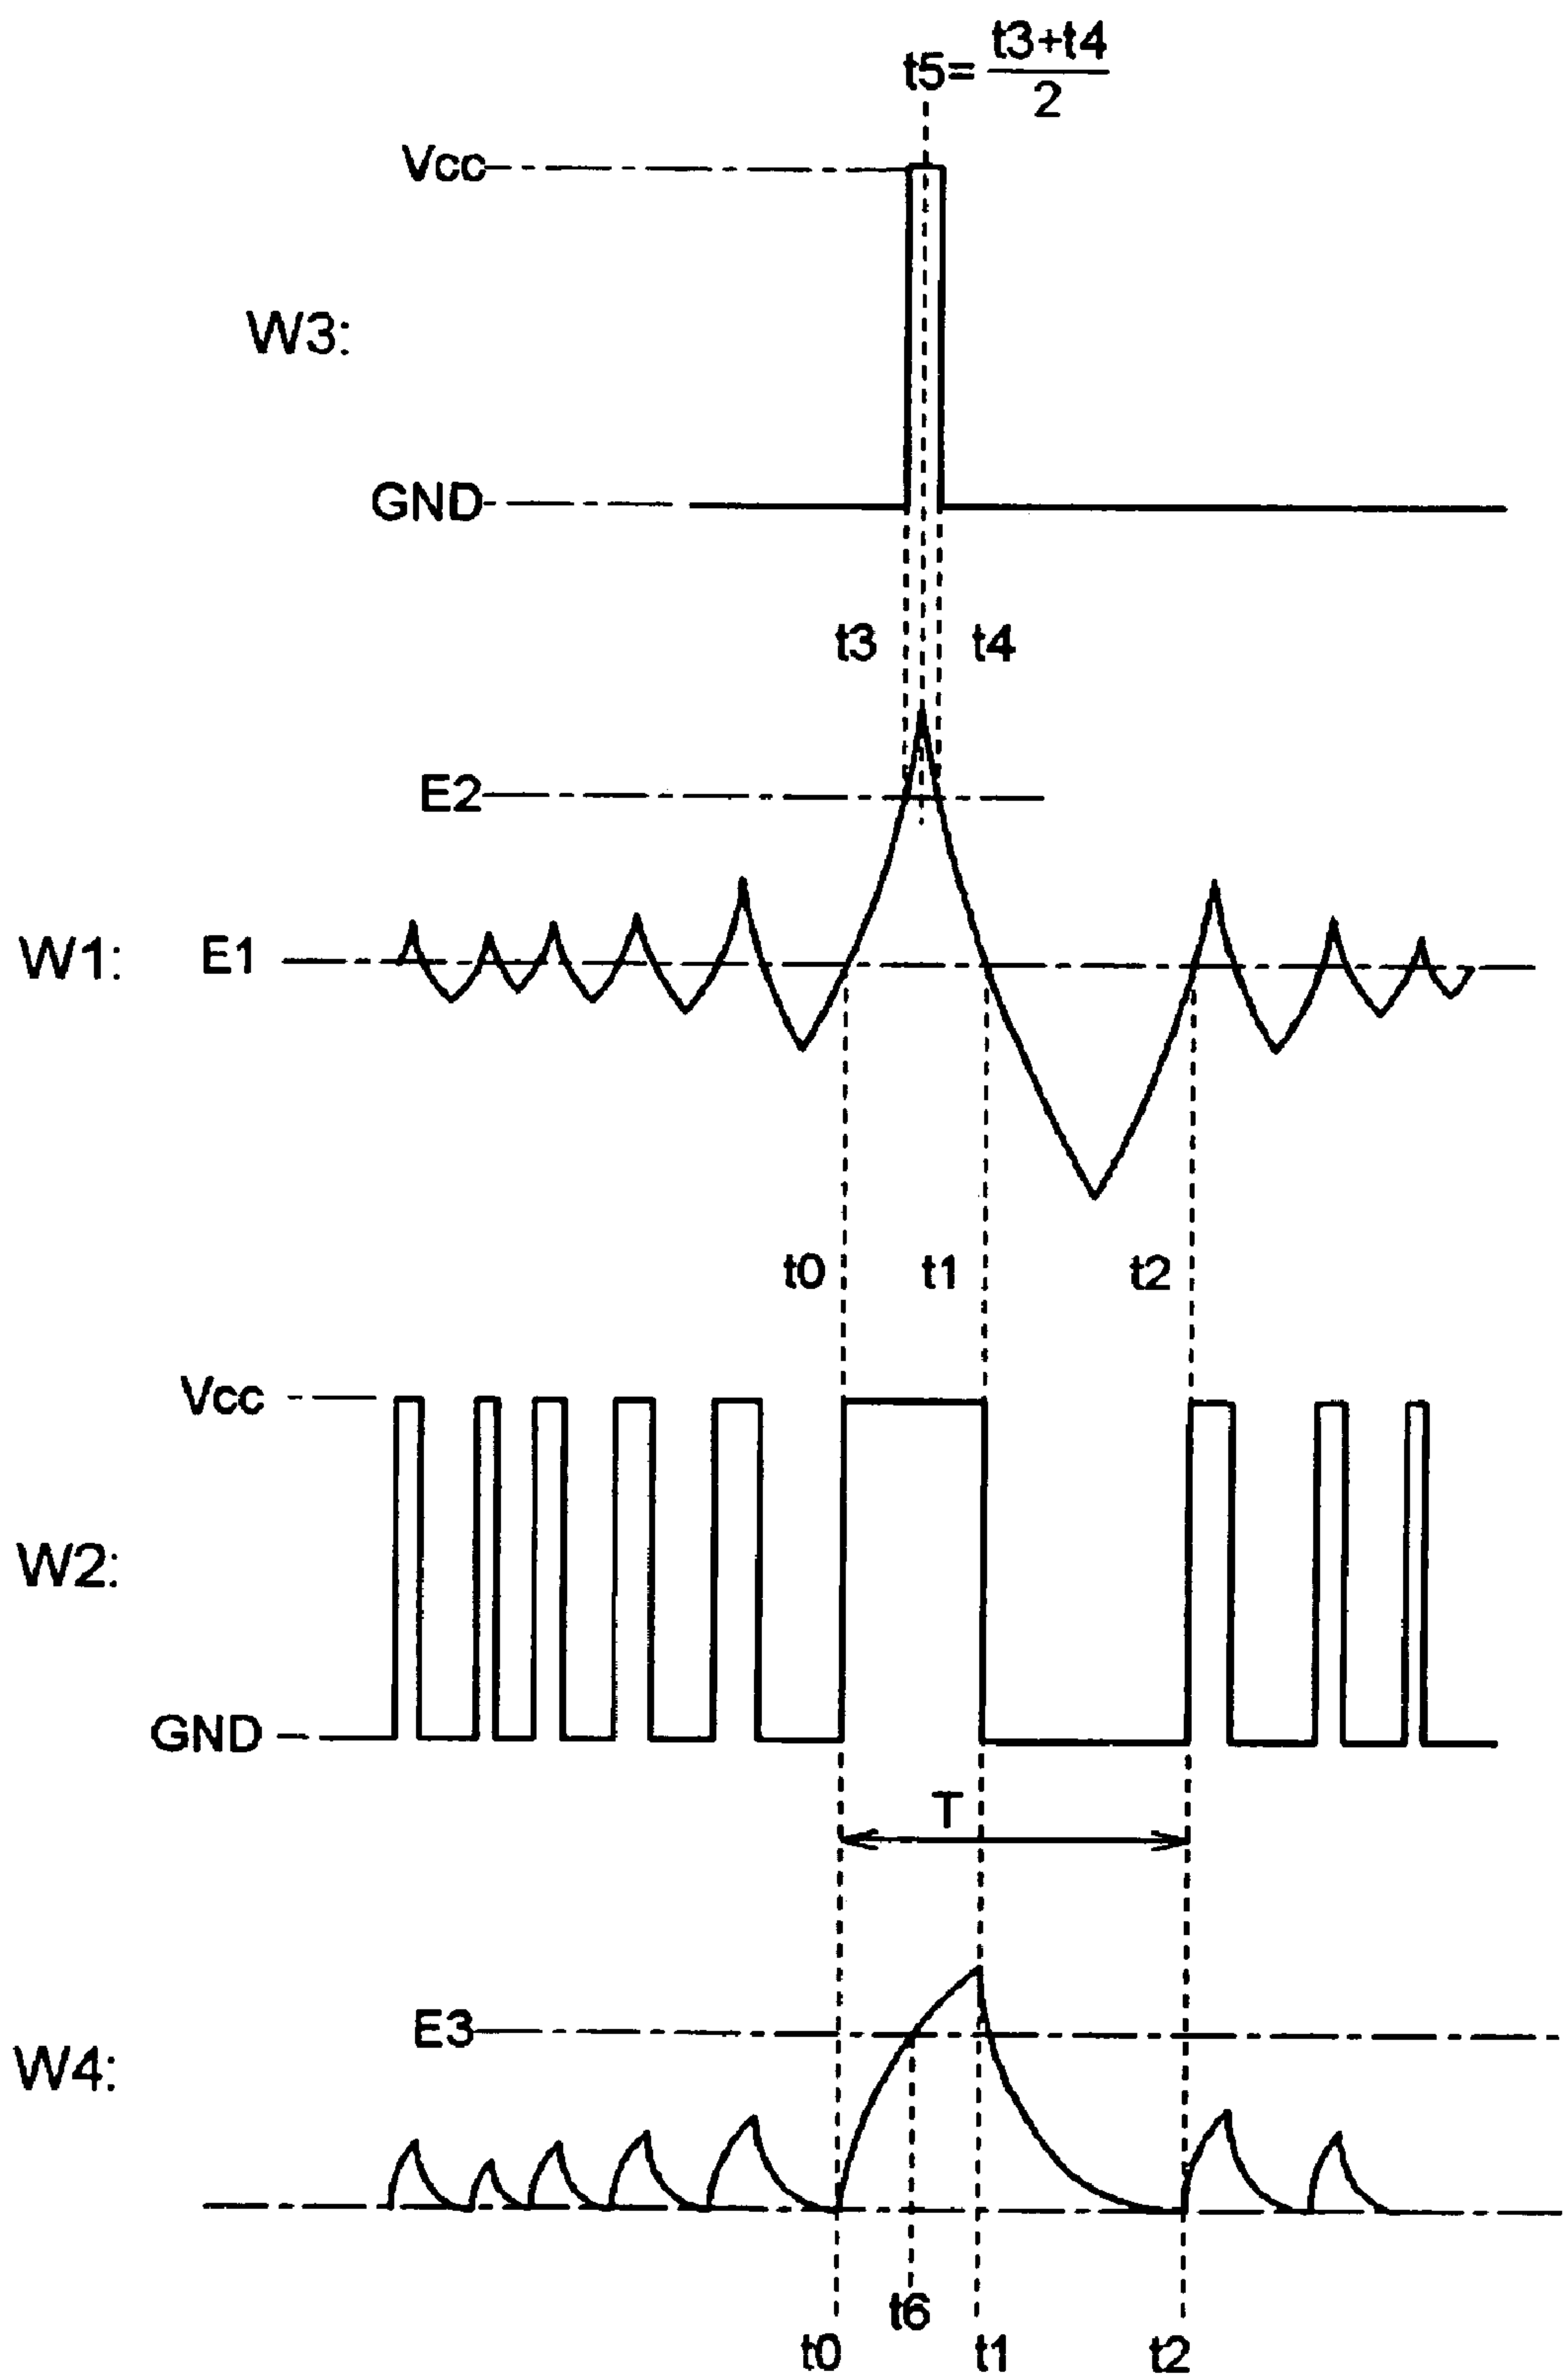 t5= t3+t4
2
Vcc
W3:
GND
t3 t4
E2
W1: E1
t0 t1 t2
Vcc
W2:
GND
T
E3
W4:
t6
t0 t1 t2